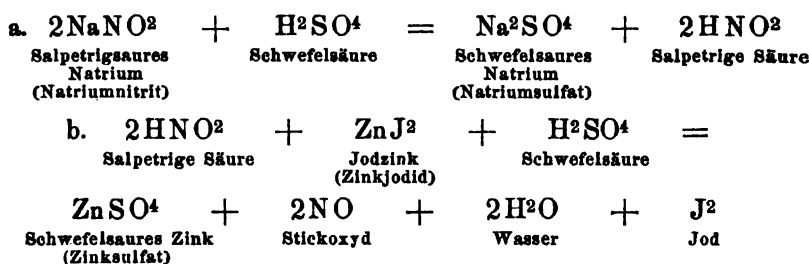 a. 2NaNO² + H²SO⁴ = Na²SO⁴ + 2HNO²
Salpetrigsaures Schwefelsäure Schwefelsaures Salpetrige Säure
Natrium Natrium
(Natriumnitrit) (Natriumsulfat)
b. 2HNO² + ZnJ² + H²SO⁴ =
Salpetrige Säure Jodzink Schwefelsäure
(Zinkjodid)
ZnSO⁴ + 2NO + 2H²O + J²
Schwefelsaures Zink Stickoxyd Wasser Jod
(Zinksulfat)